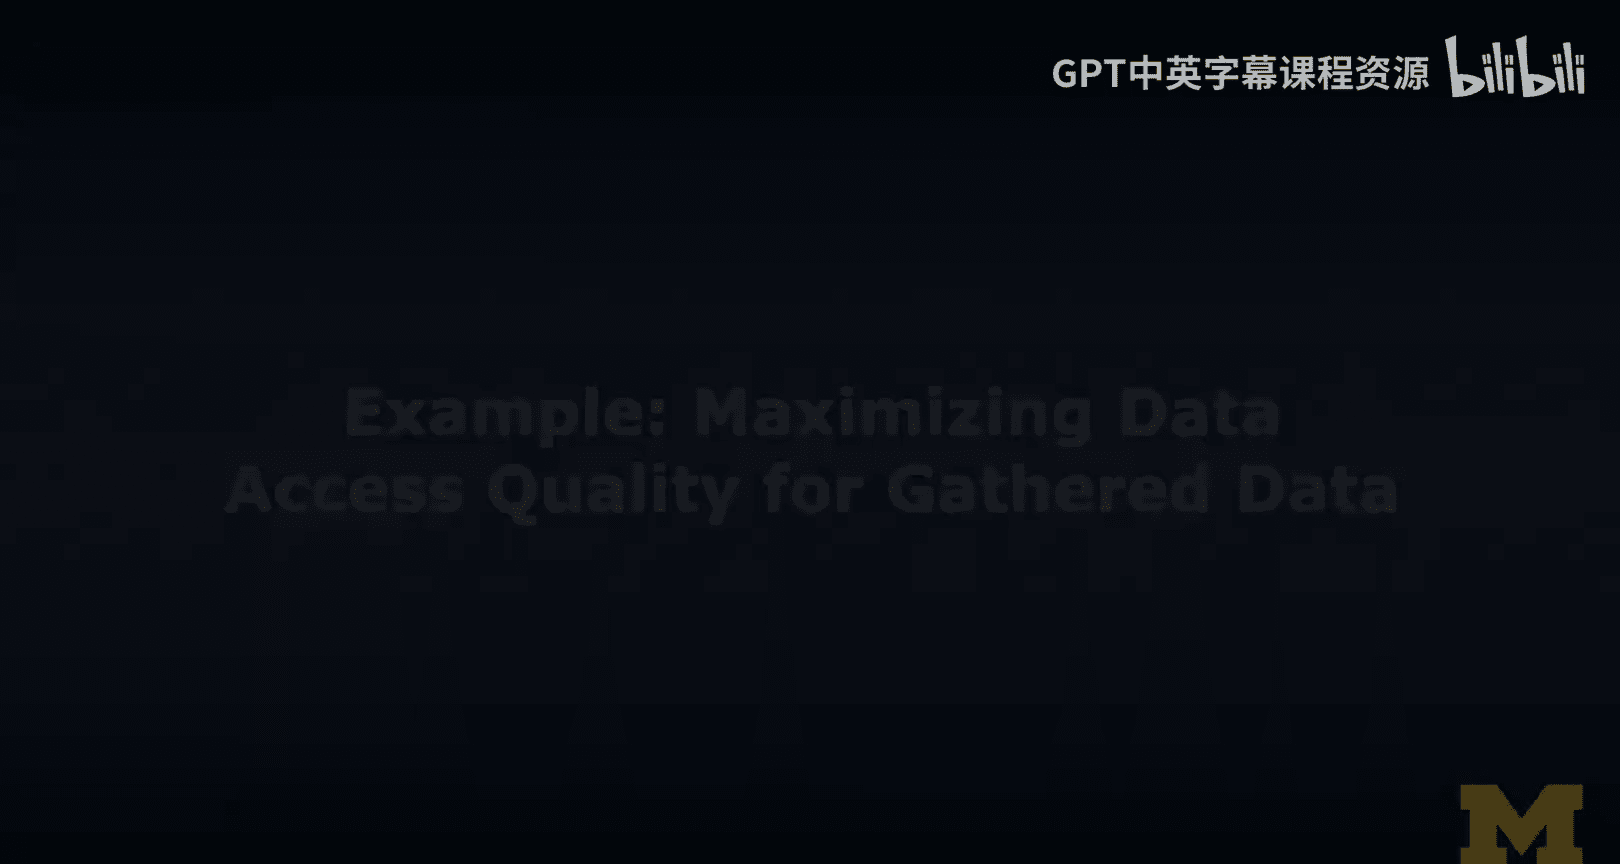 GPT中英字幕课程资源 bilibili
Example: Maximizing Data
Access Quality for Gathered Data
M